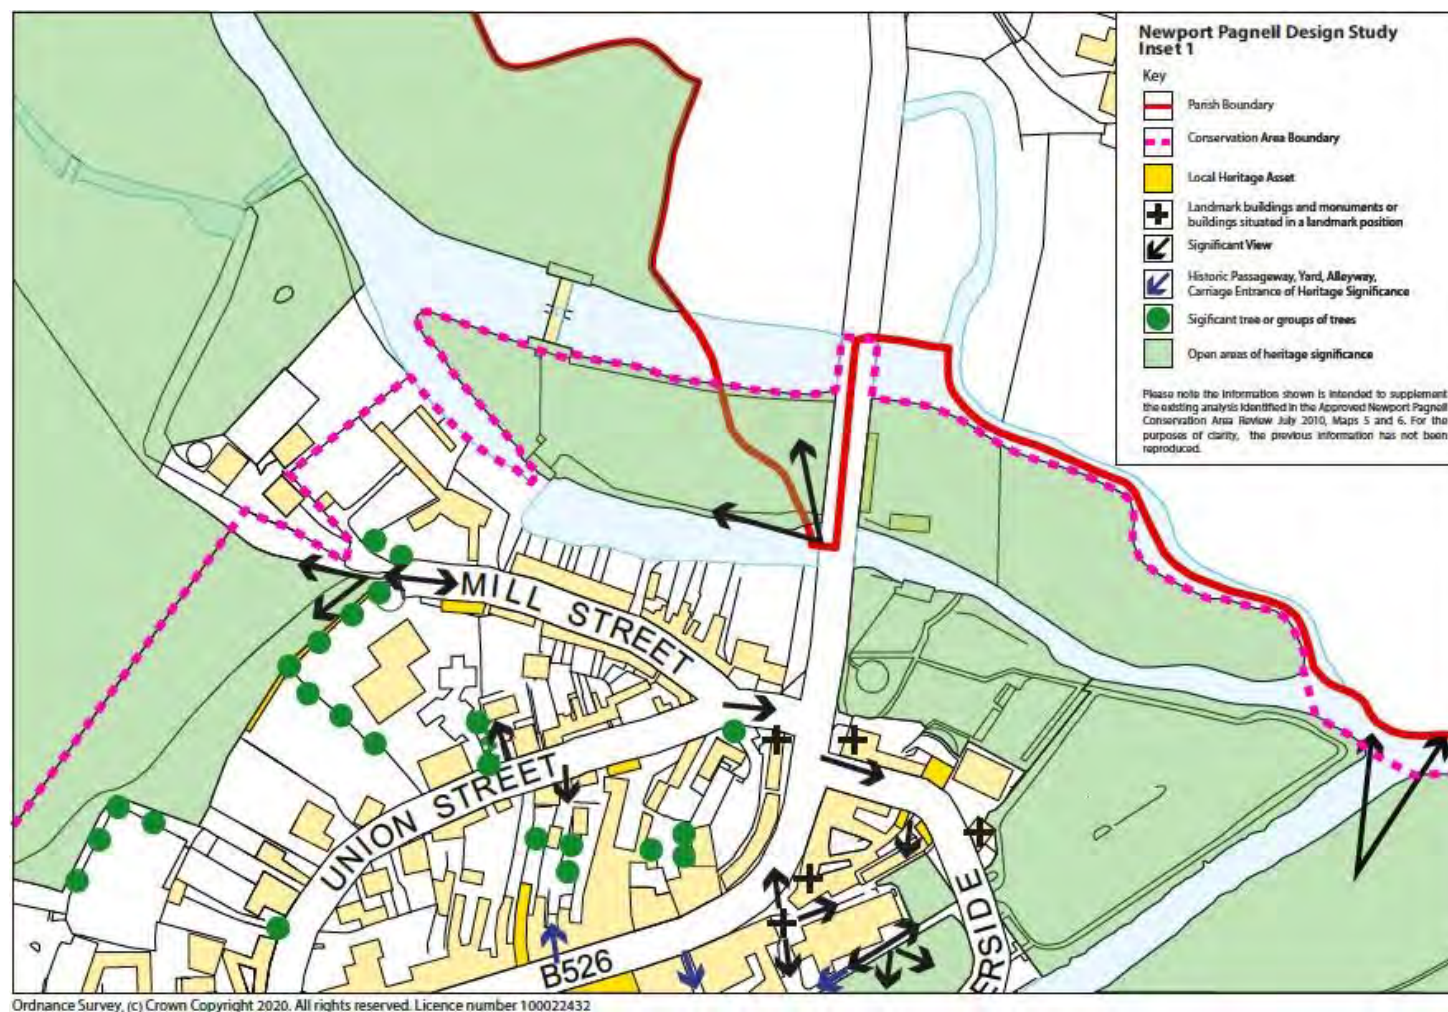 Newport Pagnell Design Study
Inset 1
Key
Parish Boundary
Conservation Area Boundary
Local Heritage Asset
Landmark buildings and monuments or
buildings situated in a landmark position
Significant View
Historic Passageway, Yard, Alleyway,
Carriage Entrance of Heritage Significance
Sigificant tree or groups of trees
Open areas of heritage significance
Please note the information shown is intended to supplement
the existing analysis identified in the Approved Newport Pagnell
Conservation Area Review July 2010, Maps 5 and 6. For the
purposes of clarity, the previous information has not been
reproduced.
MILL STREET
UNION STREET
B526
ERSIDE
Ordnance Survey, (c) Crown Copyright 2020. All rights reserved. Licence number 100022432